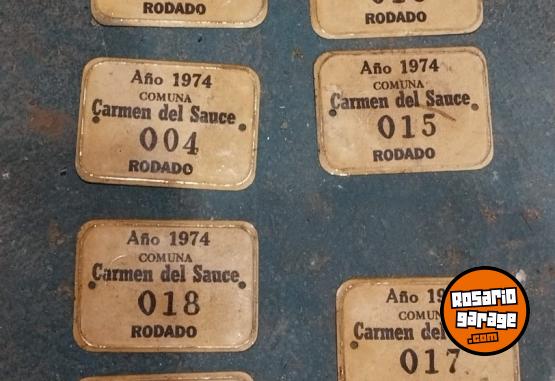 RODADO
RODADO
Año 1974
COMUNA
Carmen del Sauce
004
RODADO
Año 1974
COMUNA
Carmen del Sauce
015
RODADO
Año 1974
COMUNA
Carmen del Sauce
018
RODADO
Año 19
COMUN
Carmen del
017
ROSARIO
GARAGE
.com